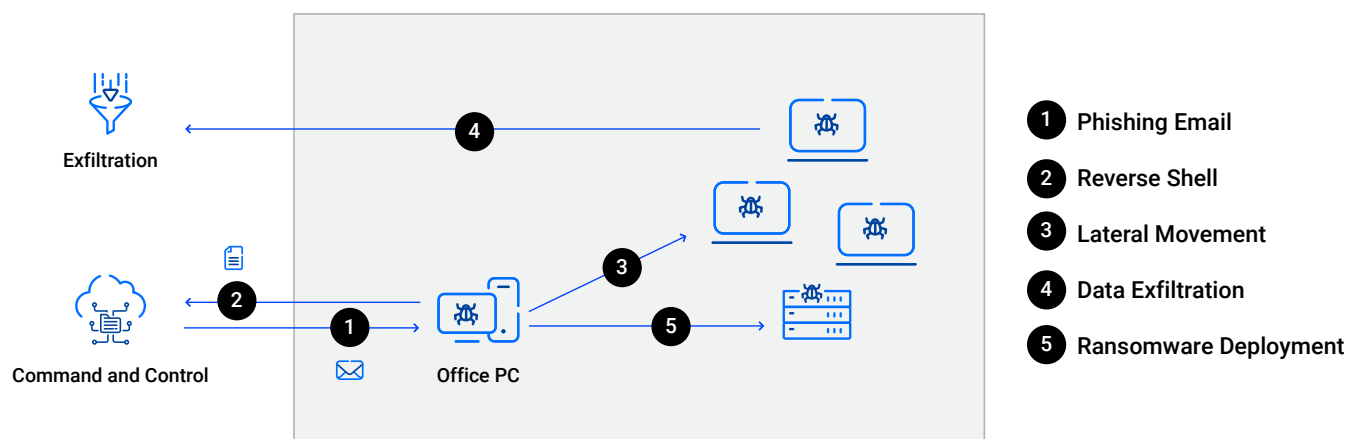 Exfiltration
4
3
2
1
5
Command and Control
Office PC
1 Phishing Email
2 Reverse Shell
3 Lateral Movement
4 Data Exfiltration
5 Ransomware Deployment